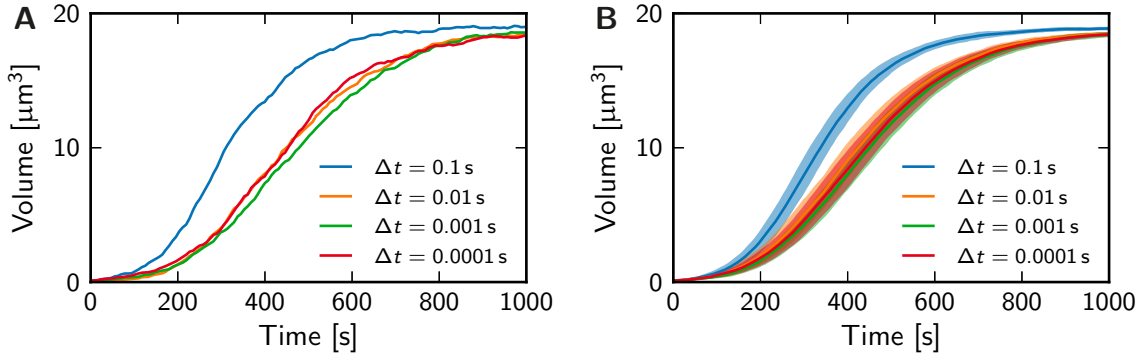 A
Volume [μm³]
20
10
0
Δt = 0.1 s
Δt = 0.01 s
Δt = 0.001 s
Δt = 0.0001 s
0 200 400 600 800 1000
Time [s]
B
Volume [μm³]
20
10
0
Δt = 0.1 s
Δt = 0.01 s
Δt = 0.001 s
Δt = 0.0001 s
0 200 400 600 800 1000
Time [s]